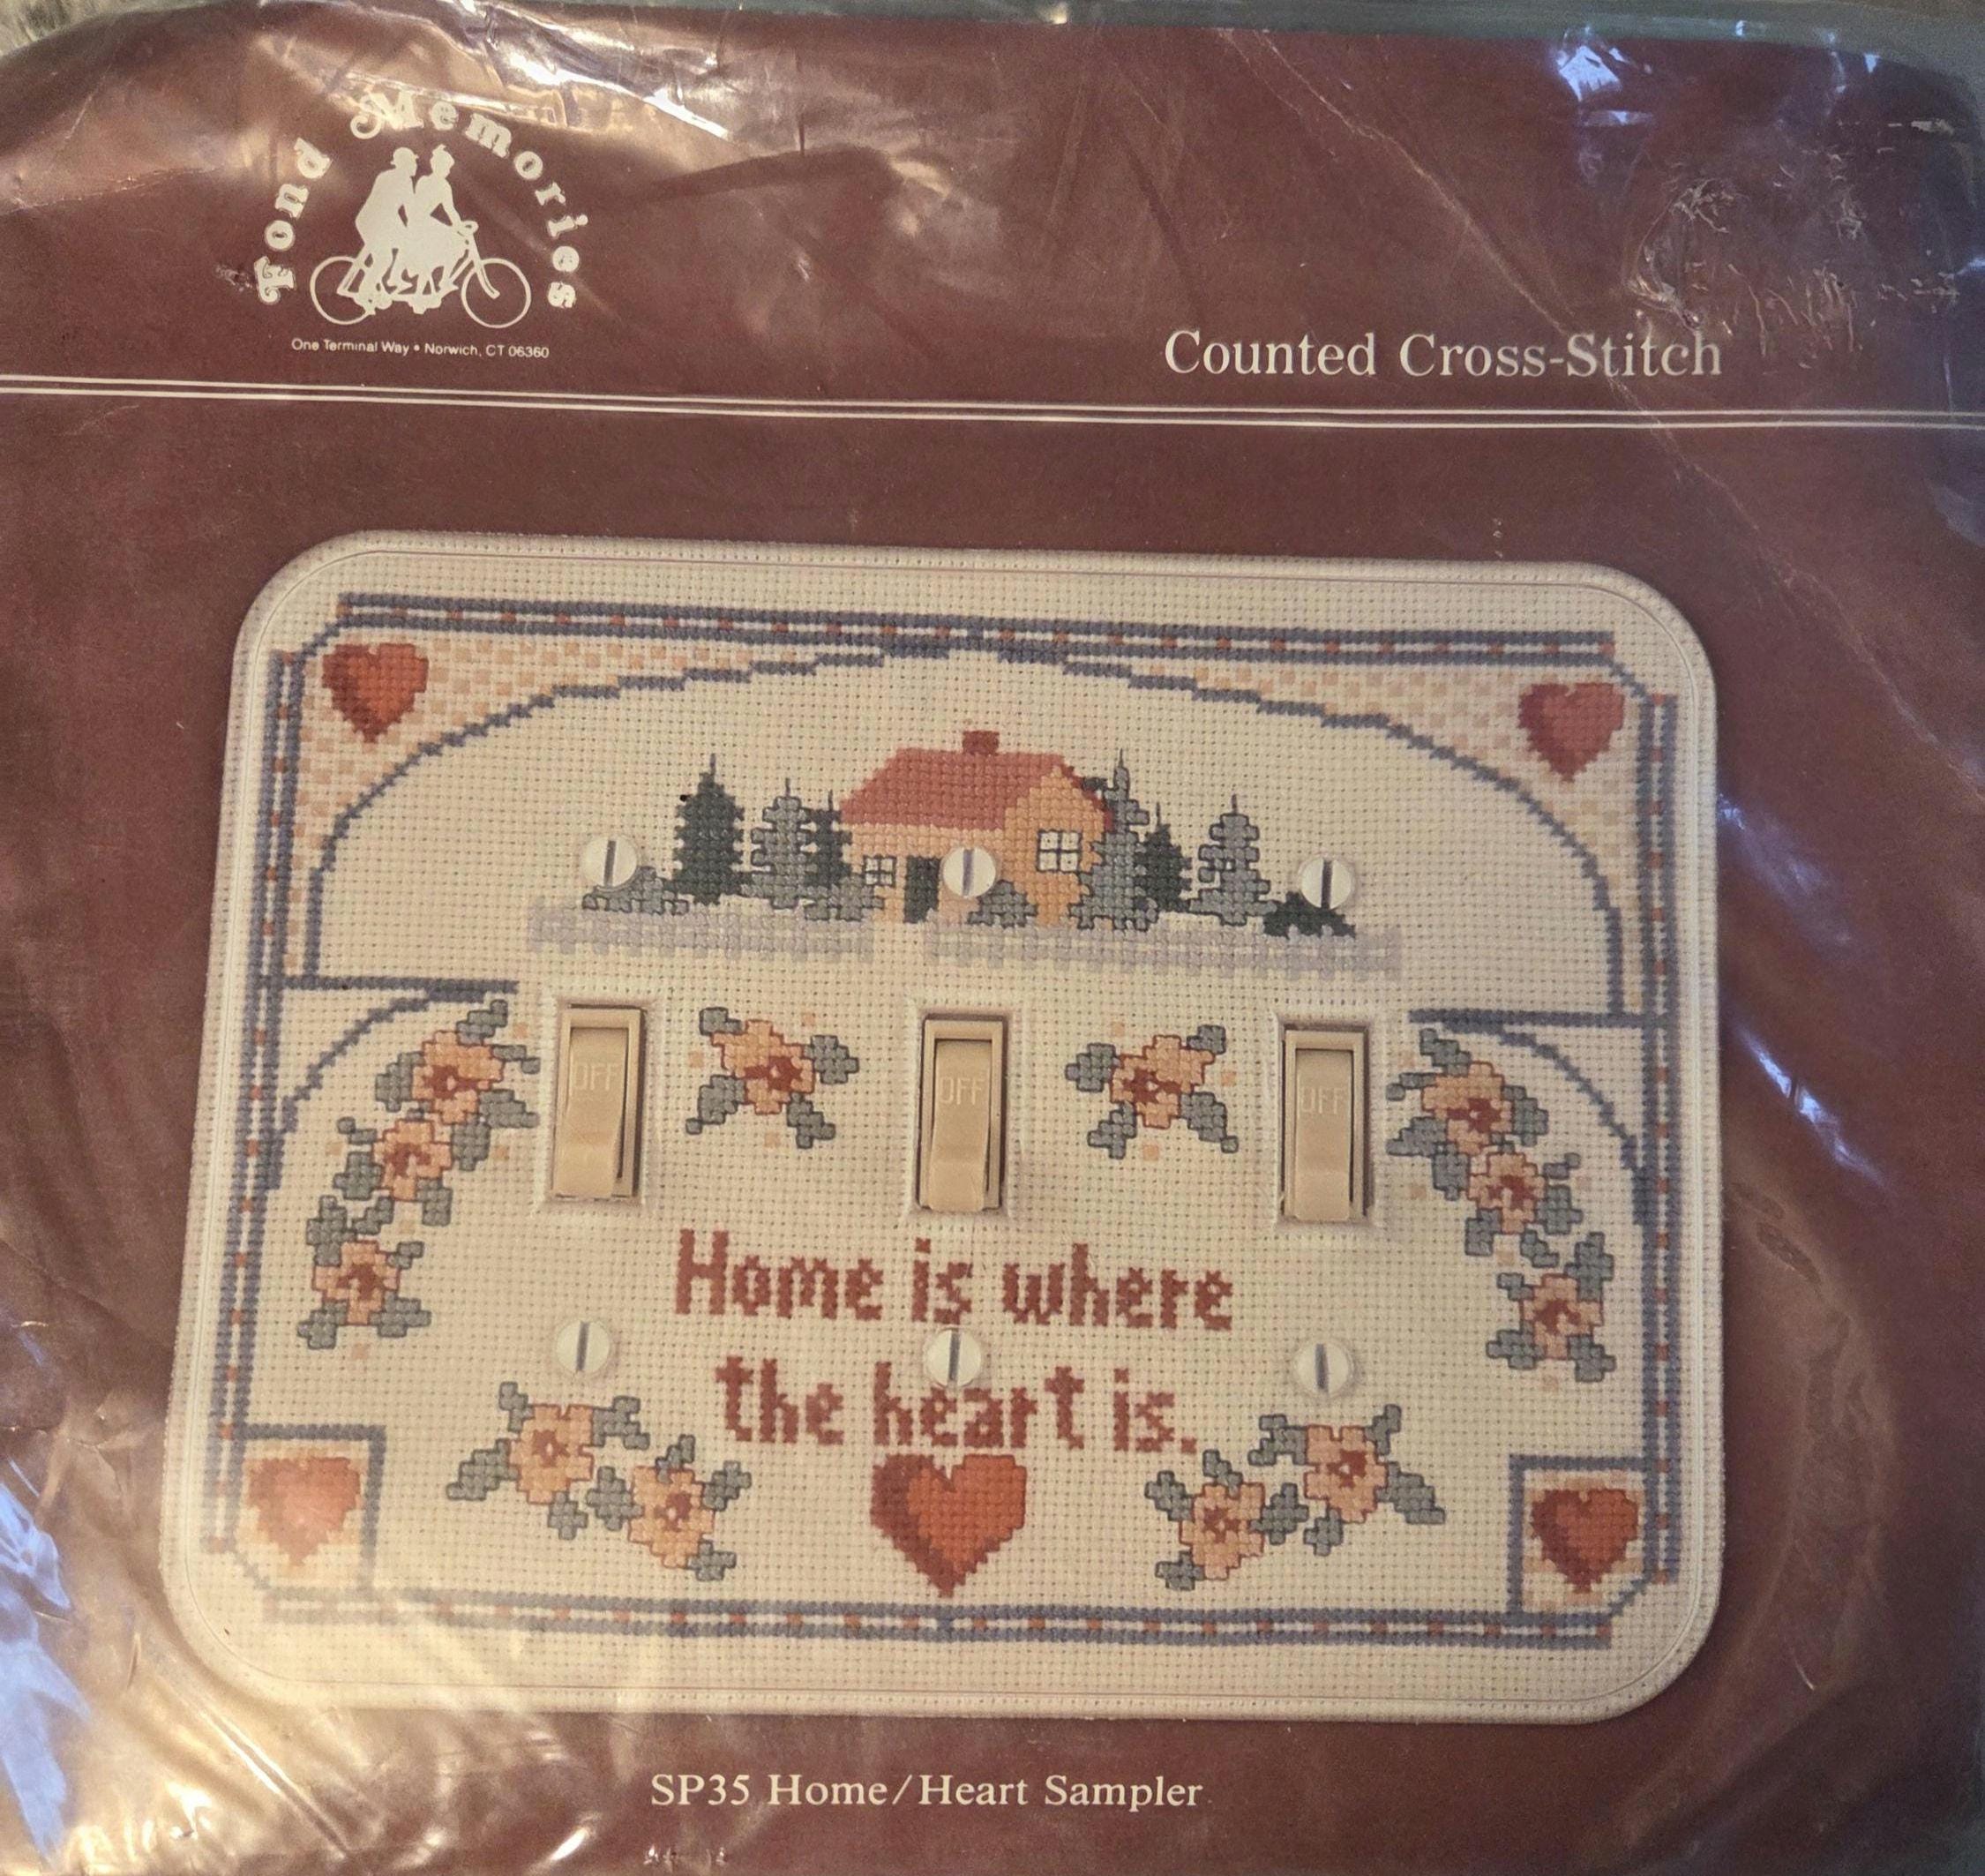 Fond Memories
One Terminal Way • Norwich, CT 06360
Counted Cross-Stitch
OFF
OFF
OFF
Home is where
the heart is.
SP35 Home/Heart Sampler